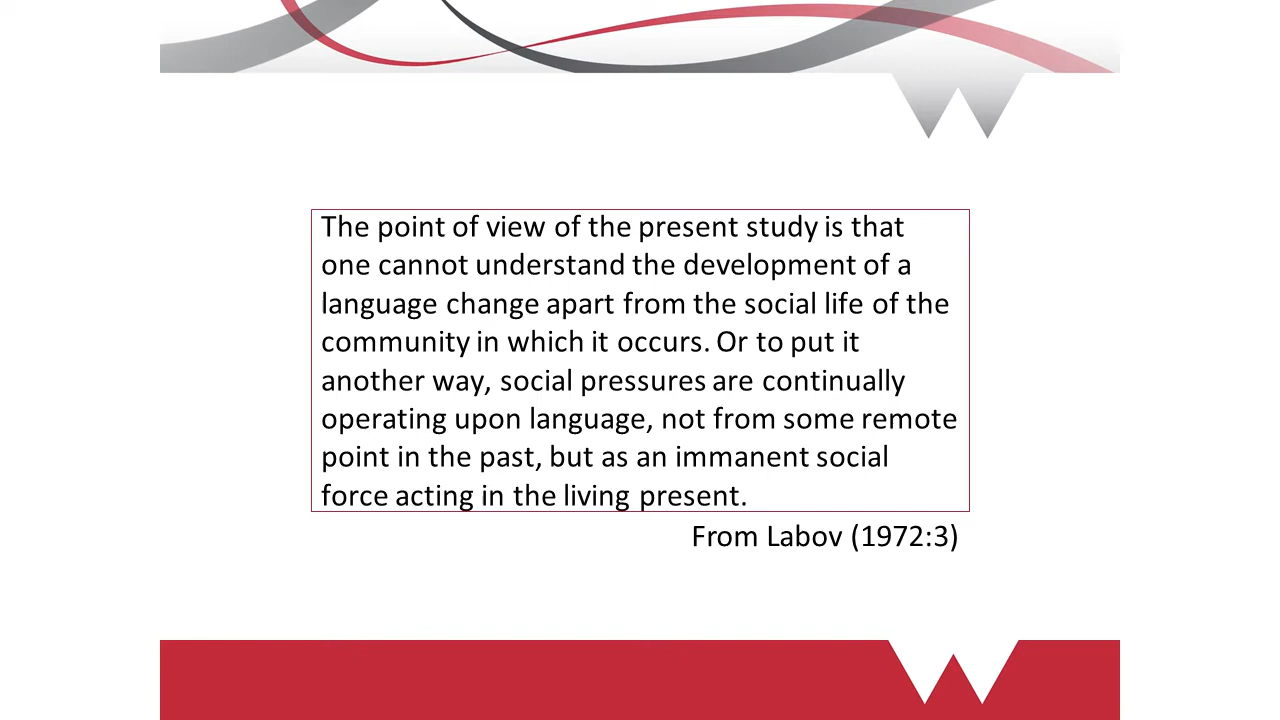 The point of view of the present study is that
one cannot understand the development of a
language change apart from the social life of the
community in which it occurs. Or to put it
another way, social pressures are continually
operating upon language, not from some remote
point in the past, but as an immanent social
force acting in the living present.
From Labov (1972:3)